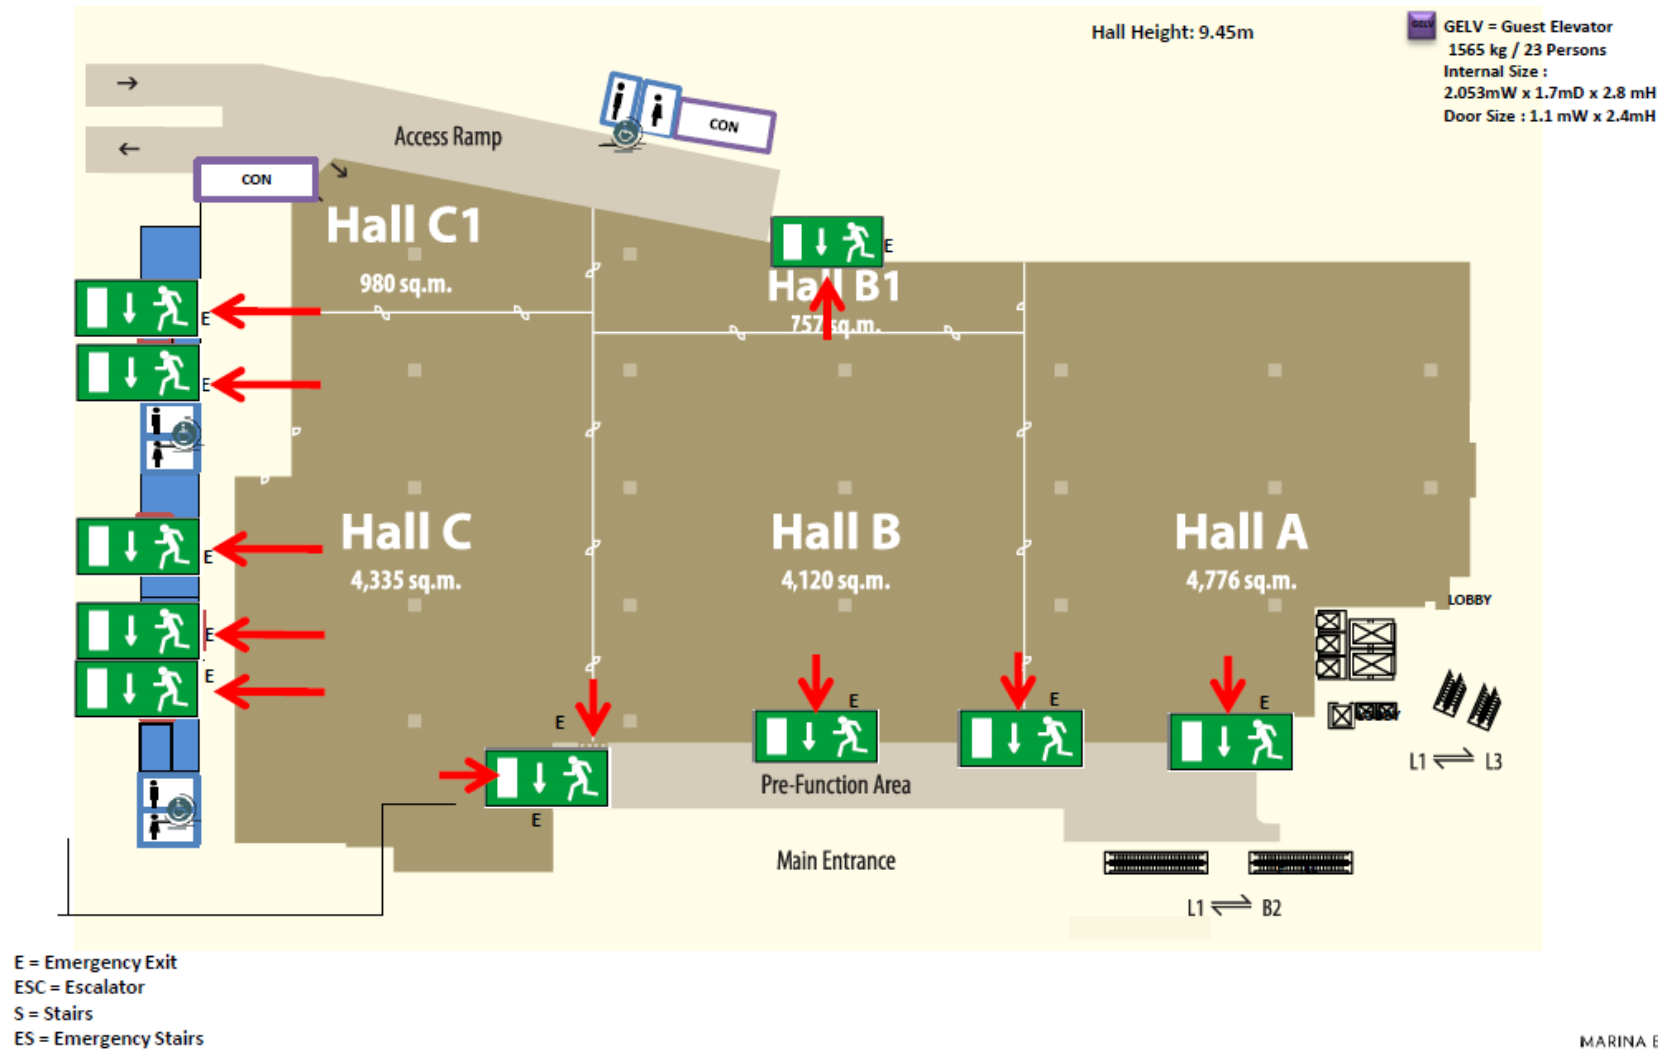 Hall Height: 9.45m
GELV
GELV = Guest Elevator
1565 kg / 23 Persons
Internal Size :
2.053mW x 1.7mD x 2.8 mH
Door Size : 1.1 mW x 2.4mH
→
←
Access Ramp
CON
CON
Hall C1
980 sq.m.
E
Hall B1
757 sq.m.
E
E
Hall C
4,335 sq.m.
Hall B
4,120 sq.m.
Hall A
4,776 sq.m.
E
E
E
LOBBY
LOBBY
E
E
E
E
E
Pre-Function Area
L1 ⇌ L3
Main Entrance
L1 ⇌ B2
E = Emergency Exit
ESC = Escalator
S = Stairs
ES = Emergency Stairs
MARINA